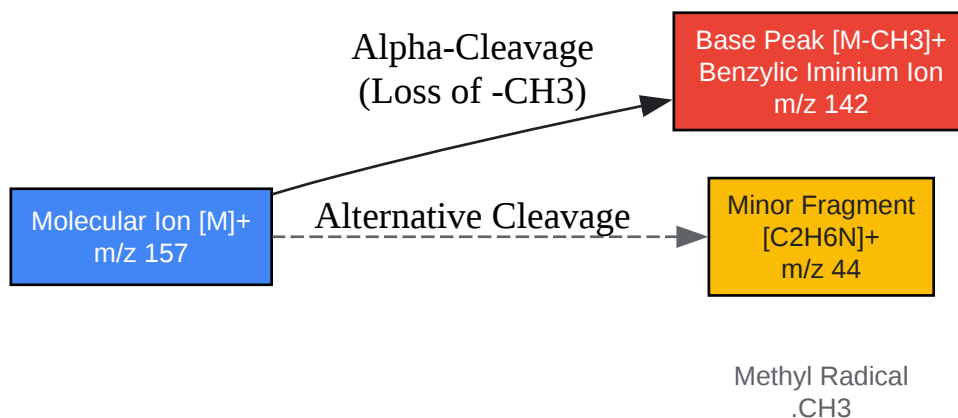 Alpha-Cleavage
(Loss of -CH3)
Base Peak [M-CH3]+
Benzylic Iminium Ion
m/z 142
Molecular Ion [M]+
m/z 157
Alternative Cleavage
Minor Fragment
[C2H6N]+
m/z 44
Methyl Radical
.CH3